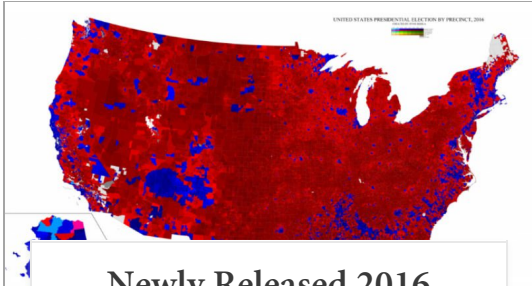 UNITED STATES PRESIDENTIAL ELECTION BY PRECINCT, 2016
Newly Released 2016